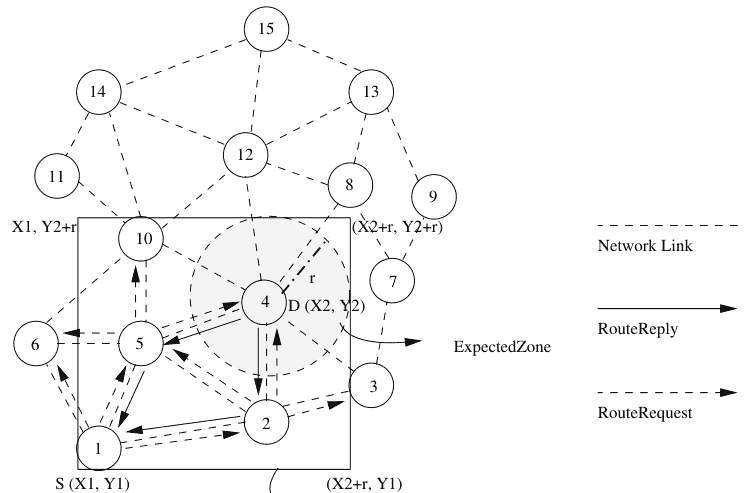 15
14
13
12
11
8
9
X1, Y2+r
10
(X2+r, Y2+r)
Network Link
r
7
4
D (X2, Y2)
RouteReply
6
5
ExpectedZone
3
2
RouteRequest
1
S (X1, Y1)
(X2+r, Y1)